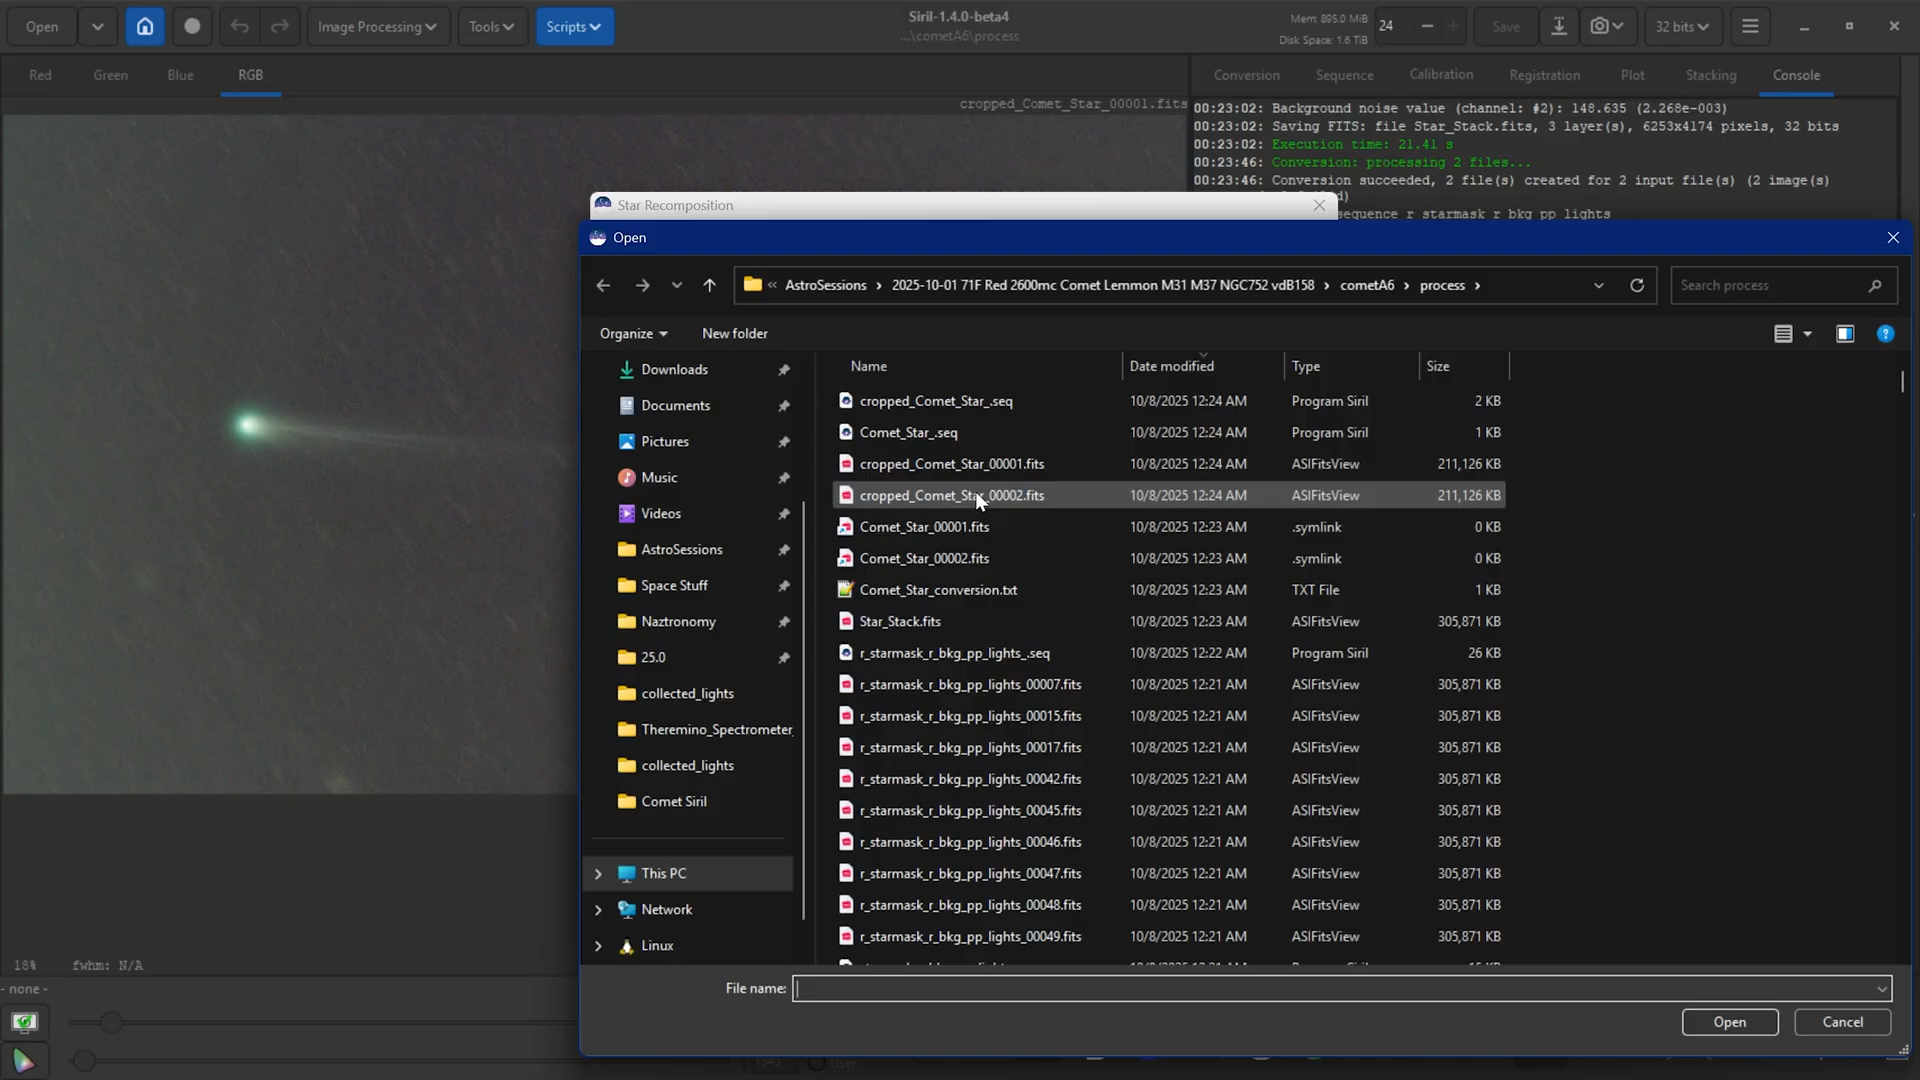 Open
Image Processing
Tools
Scripts
Siril-1.4.0-beta4
...\cometA6\process
Mem: 895.0 MiB
Disk Space: 1.6 TiB
24
Save
32 bits
Red
Green
Blue
RGB
Conversion
Sequence
Calibration
Registration
Plot
Stacking
Console
cropped_Comet_Star_00001.fits
00:23:02: Background noise value (channel: #2): 148.635 (2.268e-003)
00:23:02: Saving FITS: file Star_Stack.fits, 3 layer(s), 6253x4174 pixels, 32 bits
00:23:02: Execution time: 21.41 s
00:23:46: Conversion: processing 2 files...
00:23:46: Conversion succeeded, 2 file(s) created for 2 input file(s) (2 image(s)
sequence r_starmask_r_bkg_pp_lights
Star Recomposition
Open
« AstroSessions › 2025-10-01 71F Red 2600mc Comet Lemmon M31 M37 NGC752 vdB158 › cometA6 › process ›
Search process
Organize
New folder
Name
Date modified
Type
Size
Downloads
Documents
Pictures
Music
Videos
AstroSessions
Space Stuff
Naztronomy
25.0
collected_lights
Theremino_Spectrometer_
collected_lights
Comet Siril
This PC
Network
Linux
cropped_Comet_Star_.seq 10/8/2025 12:24 AM Program Siril 2 KB
Comet_Star_.seq 10/8/2025 12:24 AM Program Siril 1 KB
cropped_Comet_Star_00001.fits 10/8/2025 12:24 AM ASIFitsView 211,126 KB
cropped_Comet_Star_00002.fits 10/8/2025 12:24 AM ASIFitsView 211,126 KB
Comet_Star_00001.fits 10/8/2025 12:23 AM .symlink 0 KB
Comet_Star_00002.fits 10/8/2025 12:23 AM .symlink 0 KB
Comet_Star_conversion.txt 10/8/2025 12:23 AM TXT File 1 KB
Star_Stack.fits 10/8/2025 12:23 AM ASIFitsView 305,871 KB
r_starmask_r_bkg_pp_lights_.seq 10/8/2025 12:22 AM Program Siril 26 KB
r_starmask_r_bkg_pp_lights_00007.fits 10/8/2025 12:21 AM ASIFitsView 305,871 KB
r_starmask_r_bkg_pp_lights_00015.fits 10/8/2025 12:21 AM ASIFitsView 305,871 KB
r_starmask_r_bkg_pp_lights_00017.fits 10/8/2025 12:21 AM ASIFitsView 305,871 KB
r_starmask_r_bkg_pp_lights_00042.fits 10/8/2025 12:21 AM ASIFitsView 305,871 KB
r_starmask_r_bkg_pp_lights_00045.fits 10/8/2025 12:21 AM ASIFitsView 305,871 KB
r_starmask_r_bkg_pp_lights_00046.fits 10/8/2025 12:21 AM ASIFitsView 305,871 KB
r_starmask_r_bkg_pp_lights_00047.fits 10/8/2025 12:21 AM ASIFitsView 305,871 KB
r_starmask_r_bkg_pp_lights_00048.fits 10/8/2025 12:21 AM ASIFitsView 305,871 KB
r_starmask_r_bkg_pp_lights_00049.fits 10/8/2025 12:21 AM ASIFitsView 305,871 KB
18%
fwhm: N/A
- none -
File name:
Open
Cancel
User